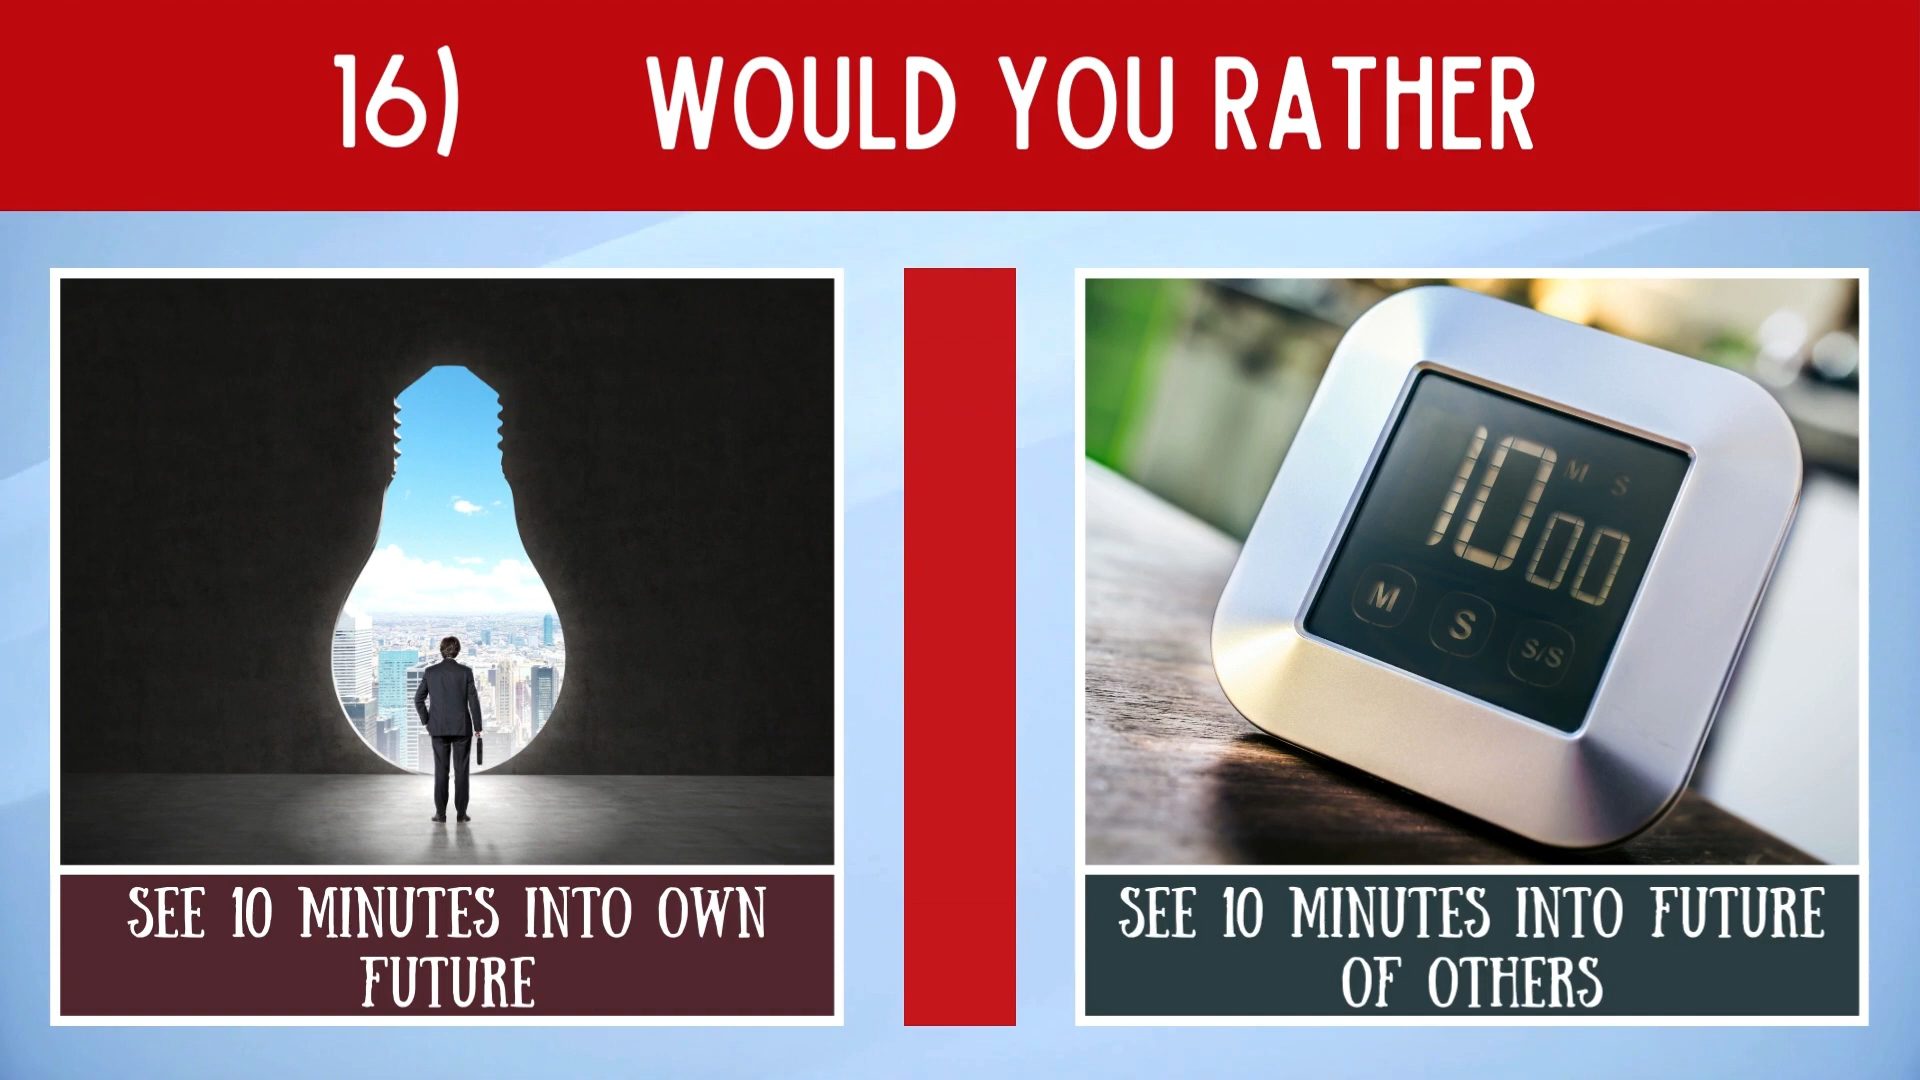 16) WOULD YOU RATHER
10 M S
00
M S S/S
SEE 10 MINUTES INTO OWN
FUTURE
SEE 10 MINUTES INTO FUTURE
OF OTHERS